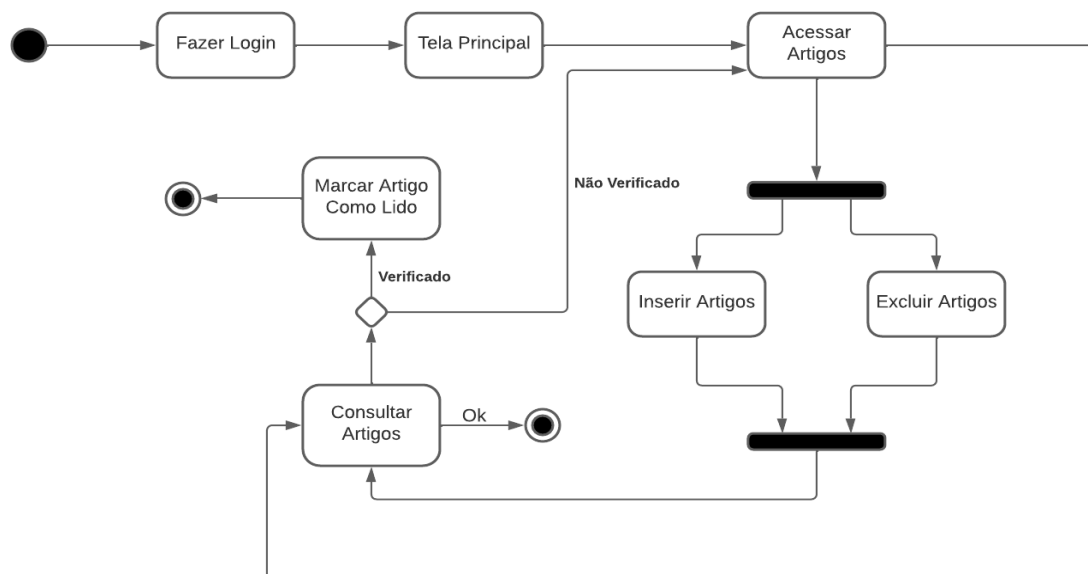 Fazer Login
Tela Principal
Acessar
Artigos
Marcar Artigo
Como Lido
Não Verificado
Verificado
Inserir Artigos
Excluir Artigos
Consultar
Artigos
Ok